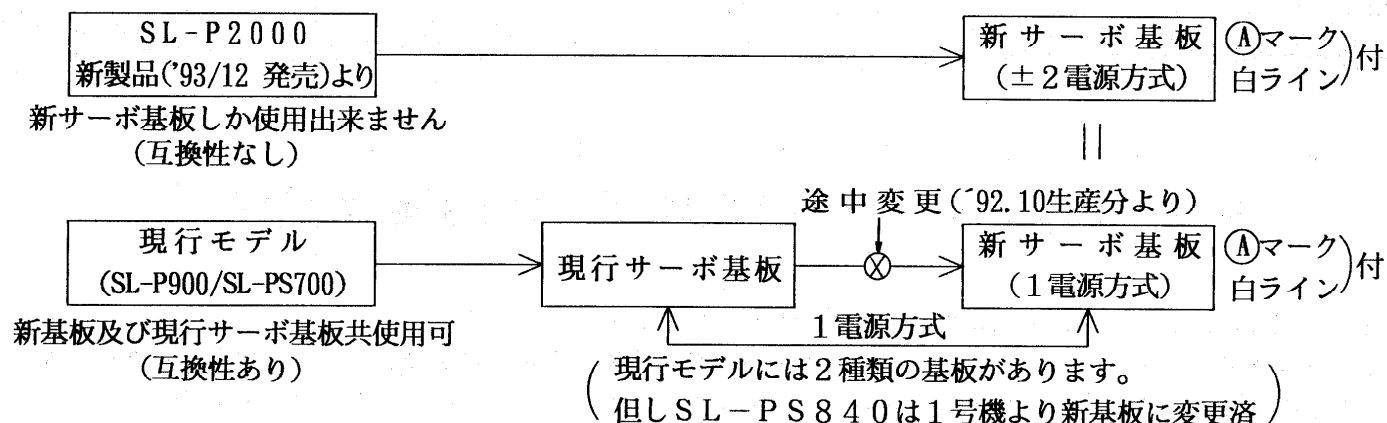 SL-P2000
新製品('93/12 発売)より
新サーボ基板しか使用出来ません
(互換性なし)
新サーボ基板
(±2電源方式)
Ⓐマーク
白ライン)付
途中変更(´92.10生産分より)
現行モデル
(SL-P900/SL-PS700)
新基板及び現行サーボ基板共使用可
(互換性あり)
現行サーボ基板
新サーボ基板
(1電源方式)
Ⓐマーク
白ライン)付
1電源方式
(現行モデルには2種類の基板があります。
但しSL-PS840は1号機より新基板に変更済)